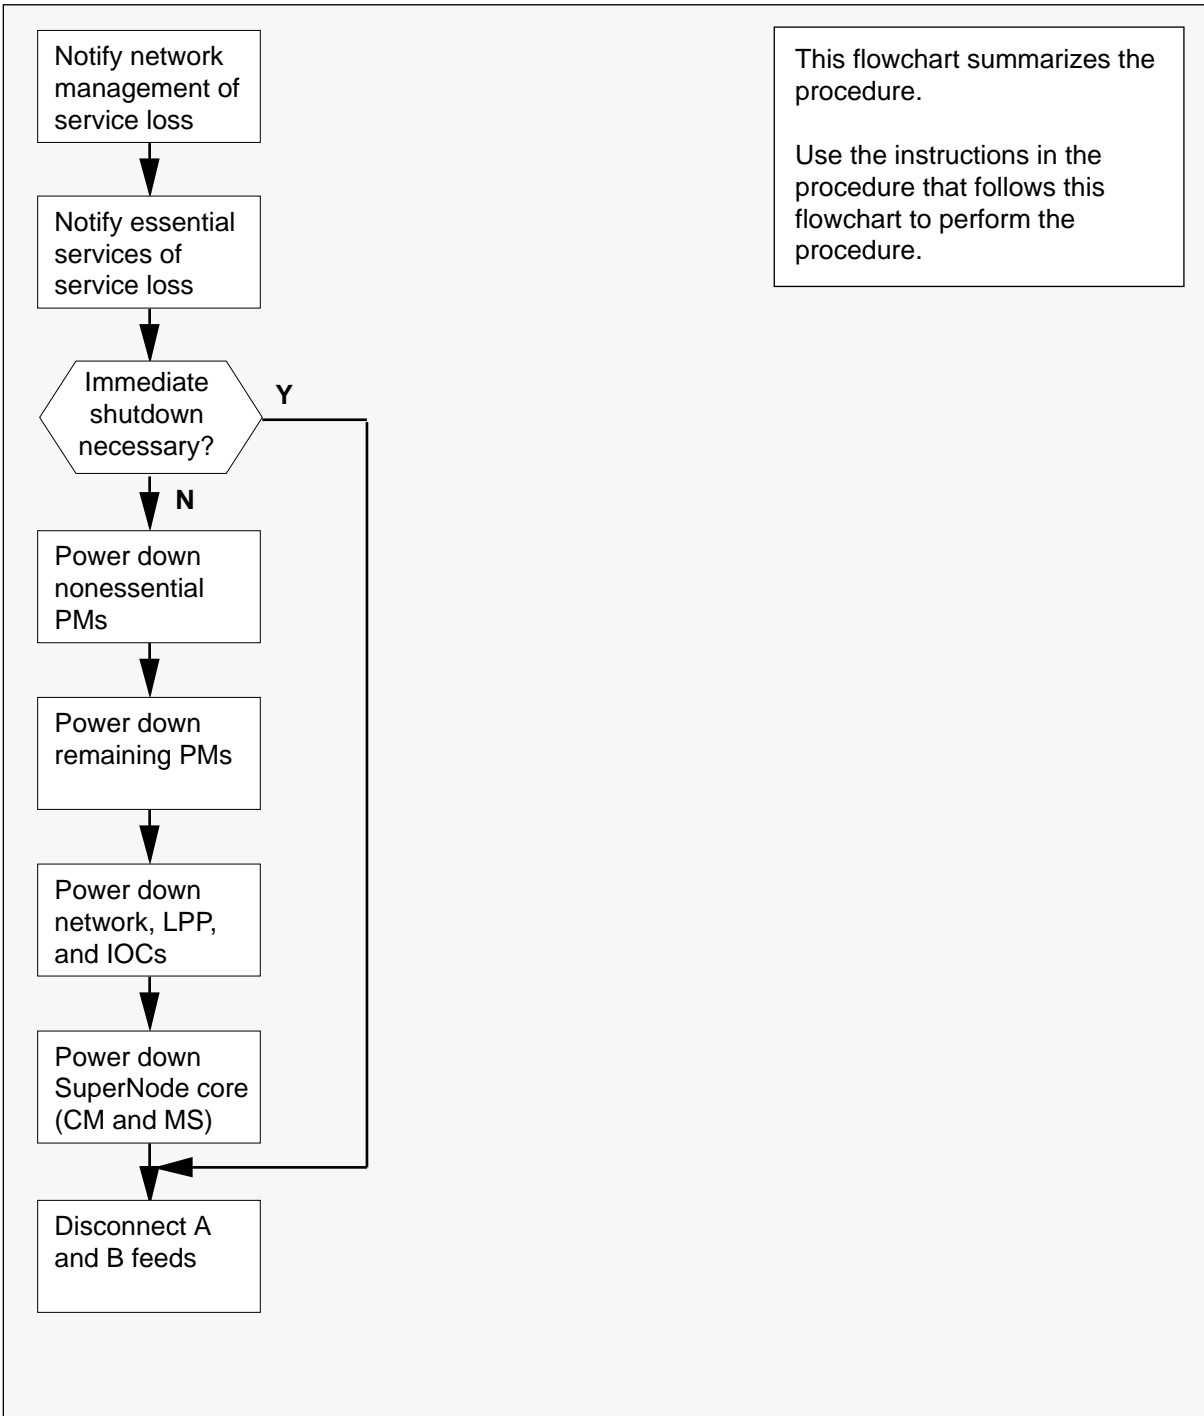 Notify network
management of
service loss
Notify essential
services of
service loss
Immediate
shutdown
necessary?
Y
N
Power down
nonessential
PMs
Power down
remaining PMs
Power down
network, LPP,
and IOCs
Power down
SuperNode core
(CM and MS)
Disconnect A
and B feeds
This flowchart summarizes the
procedure.
Use the instructions in the
procedure that follows this
flowchart to perform the
procedure.